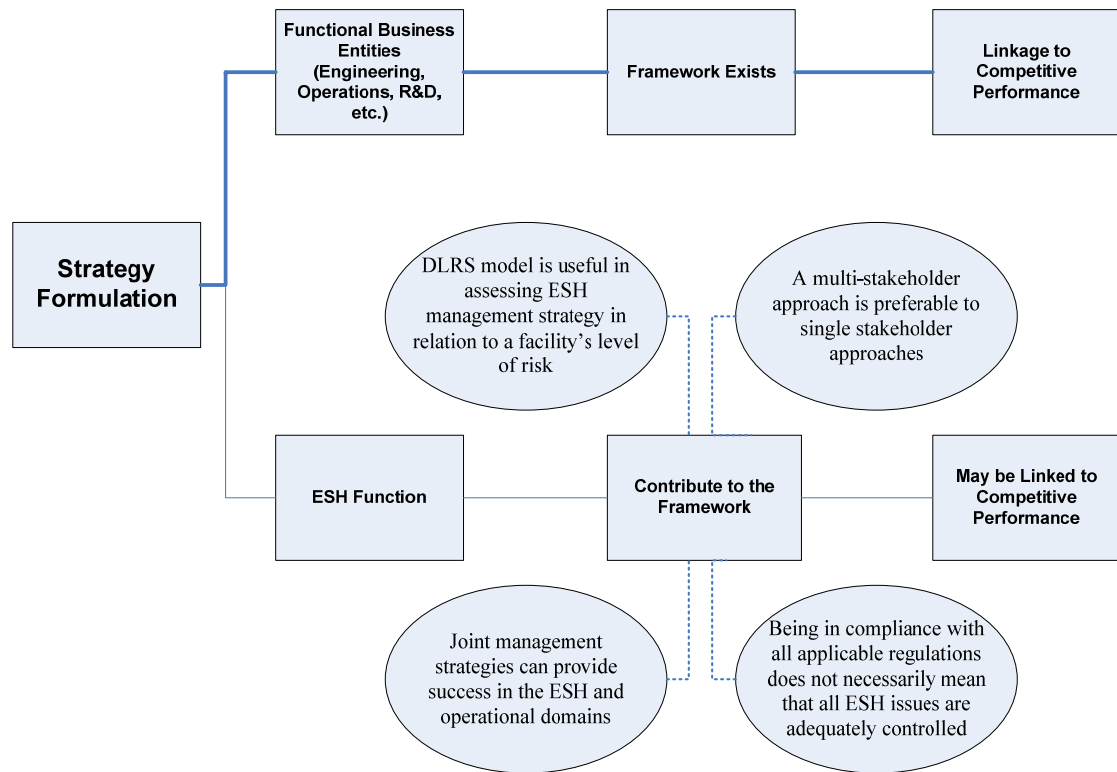 Functional Business
Entities
(Engineering,
Operations, R&D,
etc.)
Framework Exists
Linkage to
Competitive
Performance
Strategy
Formulation
DLRS model is useful in
assessing ESH
management strategy in
relation to a facility’s level
of risk
A multi-stakeholder
approach is preferable to
single stakeholder
approaches
ESH Function
Contribute to the
Framework
May be Linked to
Competitive
Performance
Joint management
strategies can provide
success in the ESH and
operational domains
Being in compliance with
all applicable regulations
does not necessarily mean
that all ESH issues are
adequately controlled